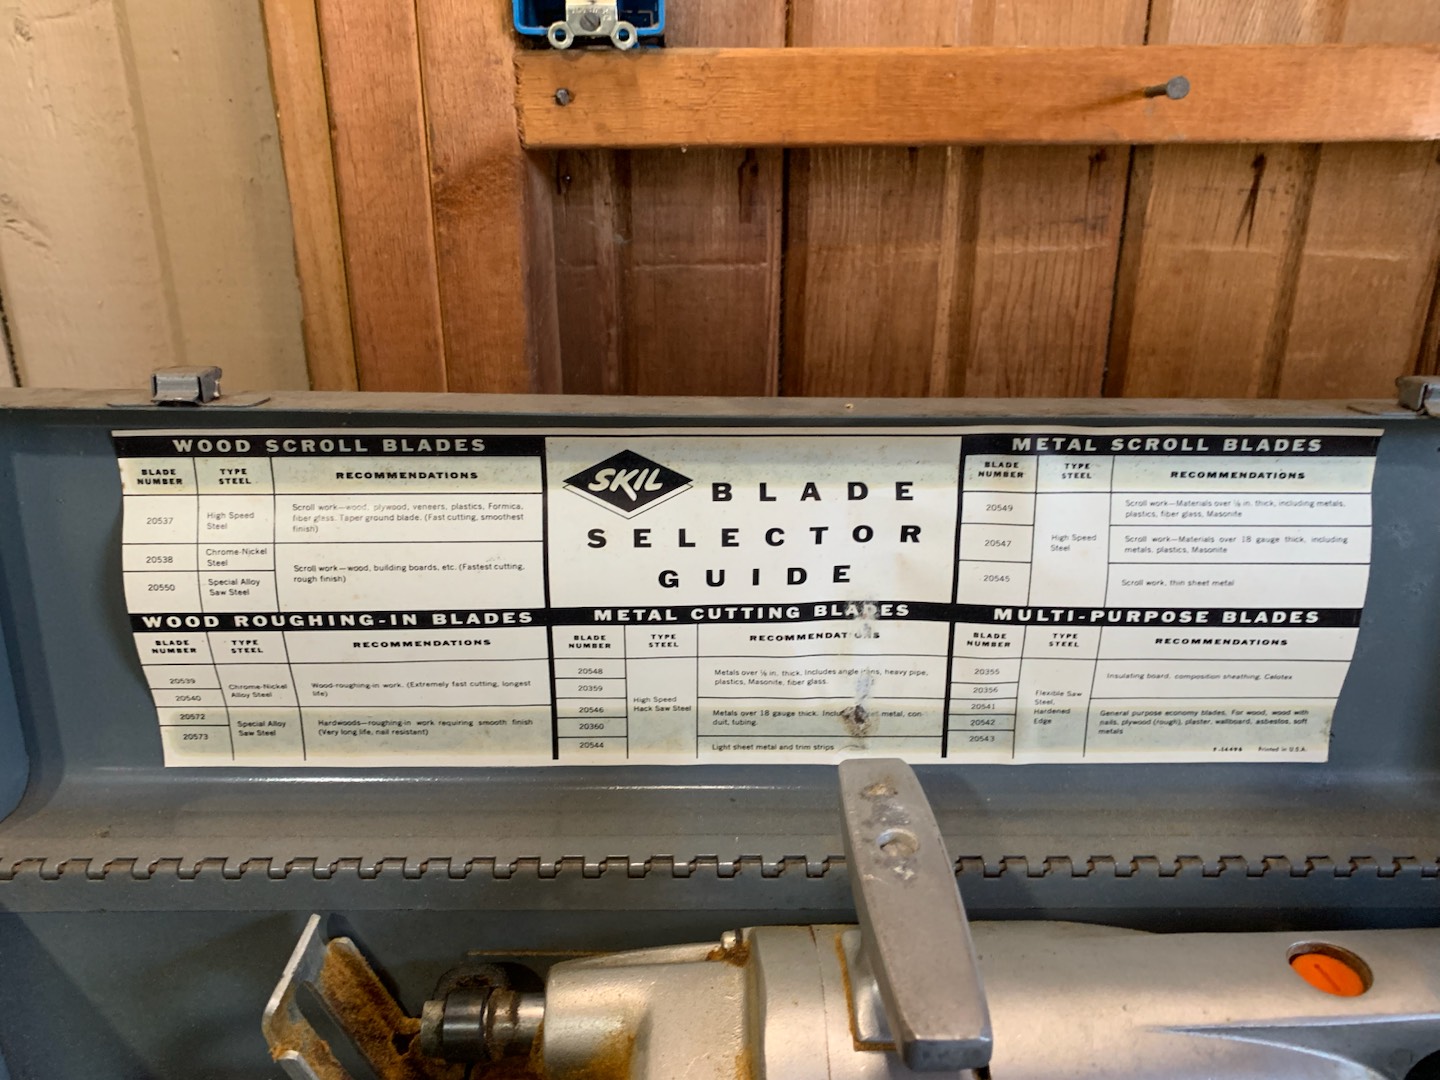 WOOD SCROLL BLADES
BLADE NUMBER
TYPE STEEL
RECOMMENDATIONS
20537
High Speed
Steel
Scroll work—wood, plywood, veneers, plastics, Formica,
fiber glass. Taper ground blade. (Fast cutting, smoothest
finish)
20538
Chrome-Nickel
Steel
20550
Special Alloy
Saw Steel
Scroll work—wood, building boards, etc. (Fastest cutting,
rough finish)
SKIL
BLADE
SELECTOR
GUIDE
METAL SCROLL BLADES
BLADE NUMBER
TYPE STEEL
RECOMMENDATIONS
20549
20547
20545
High Speed
Steel
Scroll work—Materials over in. thick, including metals,
plastics, fiber glass, Masonite
Scroll work—Materials over 18 gauge thick, including
metals, plastics, Masonite
Scroll work, thin sheet metal
WOOD ROUGHING-IN BLADES
BLADE NUMBER
TYPE STEEL
RECOMMENDATIONS
20539
20540
Chrome-Nickel
Alloy Steel
Wood-roughing-in work. (Extremely fast cutting, longest
life)
20572
20573
Special Alloy
Saw Steel
Hardwoods—roughing-in work requiring smooth finish
(Very long life, nail resistant)
METAL CUTTING BLADES
BLADE NUMBER
TYPE STEEL
20548
20359
20546
20360
20544
High Speed
Hack Saw Steel
Metals over in. thick. Includes angle heavy pipe,
plastics, Masonite, fiber glass.
Metals over 18 gauge thick. metal, con
duit, tubing.
Light sheet metal and trim strips
MULTI-PURPOSE BLADES
BLADE NUMBER
TYPE STEEL
RECOMMENDATIONS
20355
20356
20541
20542
20543
Flexible Saw
Steel,
Hardened
Edge
Insulating board, composition sheathing, Celotex
General purpose economy blades. For wood, wood with
nails, plywood (rough), plaster, wallboard, asbestos, soft
metals
Printed in U.S.A.